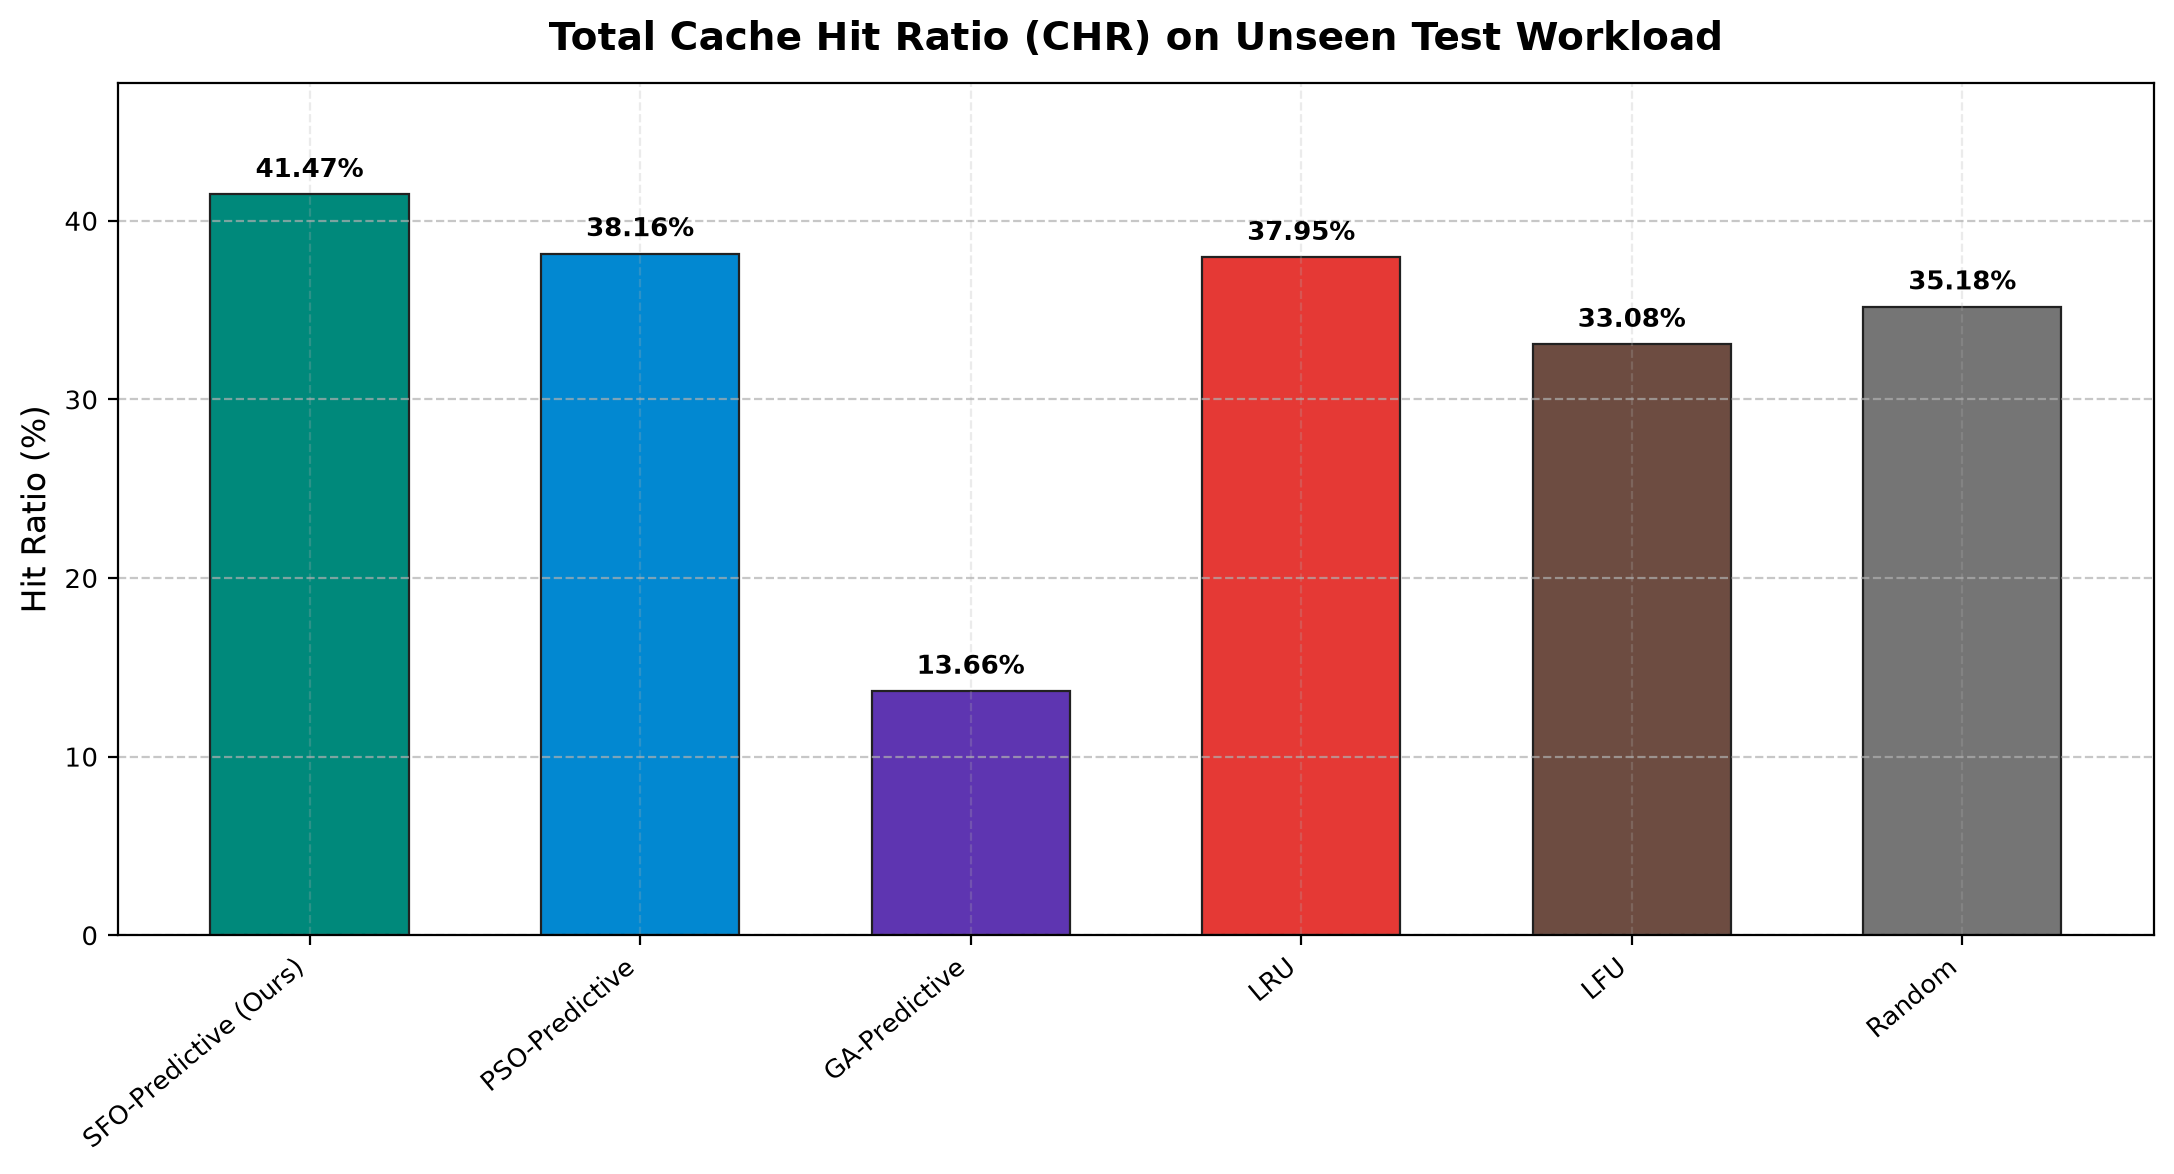 Total Cache Hit Ratio (CHR) on Unseen Test Workload
Hit Ratio (%)
40
30
20
10
0
41.47%
38.16%
13.66%
37.95%
33.08%
35.18%
SFO-Predictive (Ours)
PSO-Predictive
GA-Predictive
LRU
LFU
Random